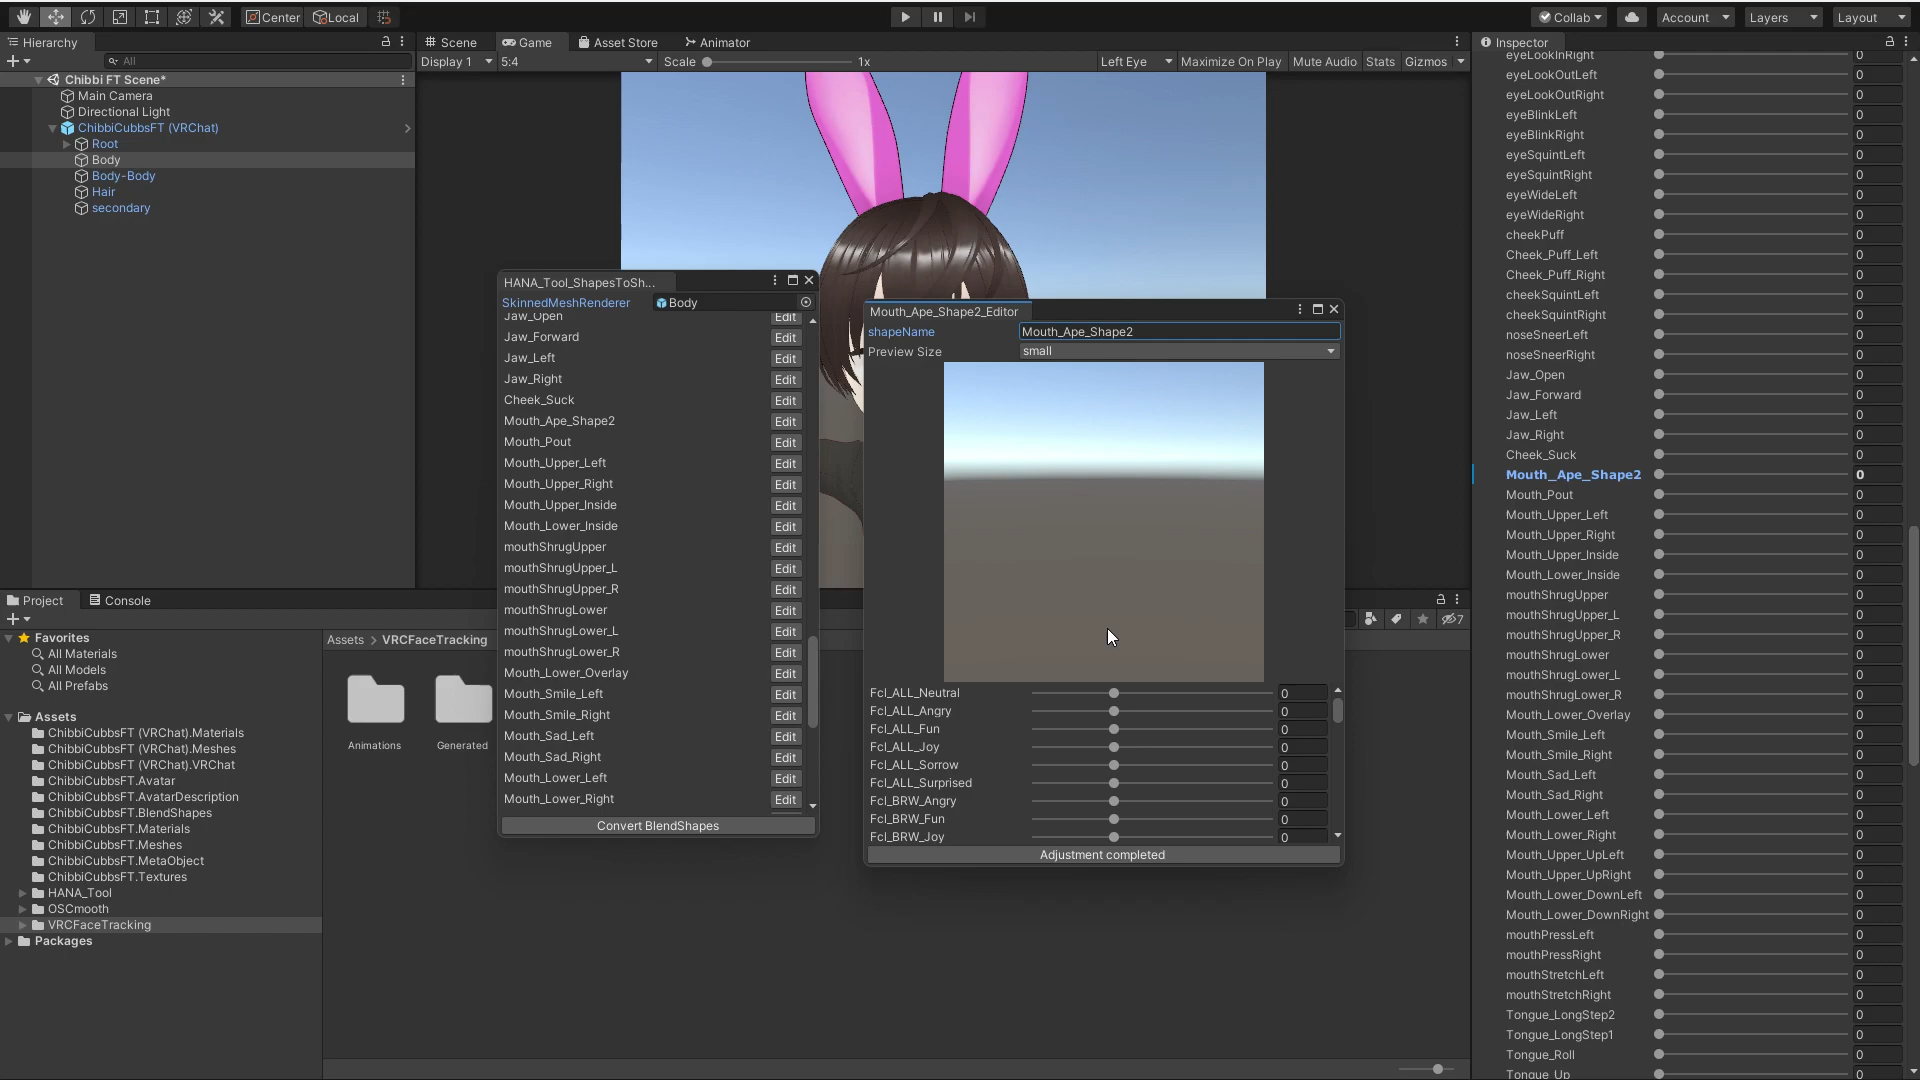 Center
Local
Collab
Account
Layers
Layout
Hierarchy
All
Chibbi FT Scene*
Main Camera
Directional Light
ChibbiCubbsFT (VRChat)
Root
Body
Body-Body
Hair
secondary
Scene
Game
Asset Store
Animator
Display 1
5:4
Scale
1x
Left Eye
Maximize On Play
Mute Audio
Stats
Gizmos
HANA_Tool_ShapesToSh...
SkinnedMeshRenderer
Body
Jaw_Open Edit
Jaw_Forward Edit
Jaw_Left Edit
Jaw_Right Edit
Cheek_Suck Edit
Mouth_Ape_Shape2 Edit
Mouth_Pout Edit
Mouth_Upper_Left Edit
Mouth_Upper_Right Edit
Mouth_Upper_Inside Edit
Mouth_Lower_Inside Edit
mouthShrugUpper Edit
mouthShrugUpper_L Edit
mouthShrugUpper_R Edit
mouthShrugLower Edit
mouthShrugLower_L Edit
mouthShrugLower_R Edit
Mouth_Lower_Overlay Edit
Mouth_Smile_Left Edit
Mouth_Smile_Right Edit
Mouth_Sad_Left Edit
Mouth_Sad_Right Edit
Mouth_Lower_Left Edit
Mouth_Lower_Right Edit
Convert BlendShapes
Mouth_Ape_Shape2_Editor
shapeName Mouth_Ape_Shape2
Preview Size small
Fcl_ALL_Neutral 0
Fcl_ALL_Angry 0
Fcl_ALL_Fun 0
Fcl_ALL_Joy 0
Fcl_ALL_Sorrow 0
Fcl_ALL_Surprised 0
Fcl_BRW_Angry 0
Fcl_BRW_Fun 0
Fcl_BRW_Joy 0
Adjustment completed
Project
Console
Favorites
All Materials
All Models
All Prefabs
Assets
ChibbiCubbsFT (VRChat).Materials
ChibbiCubbsFT (VRChat).Meshes
ChibbiCubbsFT (VRChat).VRChat
ChibbiCubbsFT.Avatar
ChibbiCubbsFT.AvatarDescription
ChibbiCubbsFT.BlendShapes
ChibbiCubbsFT.Materials
ChibbiCubbsFT.Meshes
ChibbiCubbsFT.MetaObject
ChibbiCubbsFT.Textures
HANA_Tool
OSCmooth
VRCFaceTracking
Packages
Assets > VRCFaceTracking
Animations
Generated
7
Inspector
eyeLookInRight 0
eyeLookOutLeft 0
eyeLookOutRight 0
eyeBlinkLeft 0
eyeBlinkRight 0
eyeSquintLeft 0
eyeSquintRight 0
eyeWideLeft 0
eyeWideRight 0
cheekPuff 0
Cheek_Puff_Left 0
Cheek_Puff_Right 0
cheekSquintLeft 0
cheekSquintRight 0
noseSneerLeft 0
noseSneerRight 0
Jaw_Open 0
Jaw_Forward 0
Jaw_Left 0
Jaw_Right 0
Cheek_Suck 0
Mouth_Ape_Shape2 0
Mouth_Pout 0
Mouth_Upper_Left 0
Mouth_Upper_Right 0
Mouth_Upper_Inside 0
Mouth_Lower_Inside 0
mouthShrugUpper 0
mouthShrugUpper_L 0
mouthShrugUpper_R 0
mouthShrugLower 0
mouthShrugLower_L 0
mouthShrugLower_R 0
Mouth_Lower_Overlay 0
Mouth_Smile_Left 0
Mouth_Smile_Right 0
Mouth_Sad_Left 0
Mouth_Sad_Right 0
Mouth_Lower_Left 0
Mouth_Lower_Right 0
Mouth_Upper_UpLeft 0
Mouth_Upper_UpRight 0
Mouth_Lower_DownLeft 0
Mouth_Lower_DownRight 0
mouthPressLeft 0
mouthPressRight 0
mouthStretchLeft 0
mouthStretchRight 0
Tongue_LongStep2 0
Tongue_LongStep1 0
Tongue_Roll 0
Tongue_Up 0